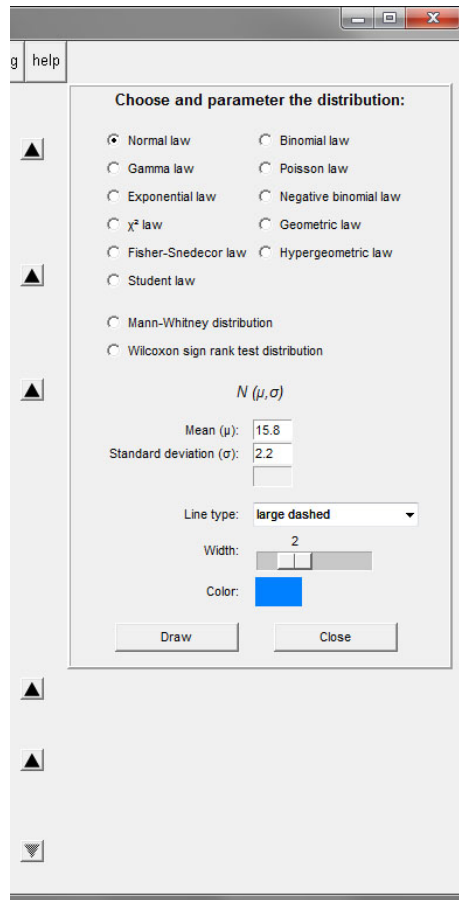 g help
Choose and parameter the distribution:
Normal law Binomial law
Gamma law Poisson law
Exponential law Negative binomial law
χ² law Geometric law
Fisher-Snedecor law Hypergeometric law
Student law
Mann-Whitney distribution
Wilcoxon sign rank test distribution
N (μ,σ)
Mean (μ): 15.8
Standard deviation (σ): 2.2
Line type: large dashed
2
Width:
Color:
Draw Close